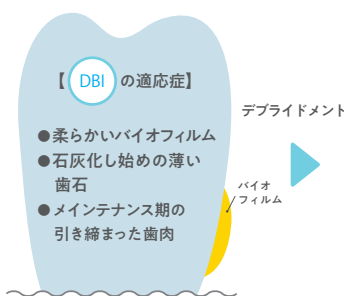 【DBIの適応症】
●柔らかいバイオフィルム
●石灰化し始めの薄い
歯石
●メインテナンス期の
引き締まった歯肉
デブライドメント
バイオ
フィルム